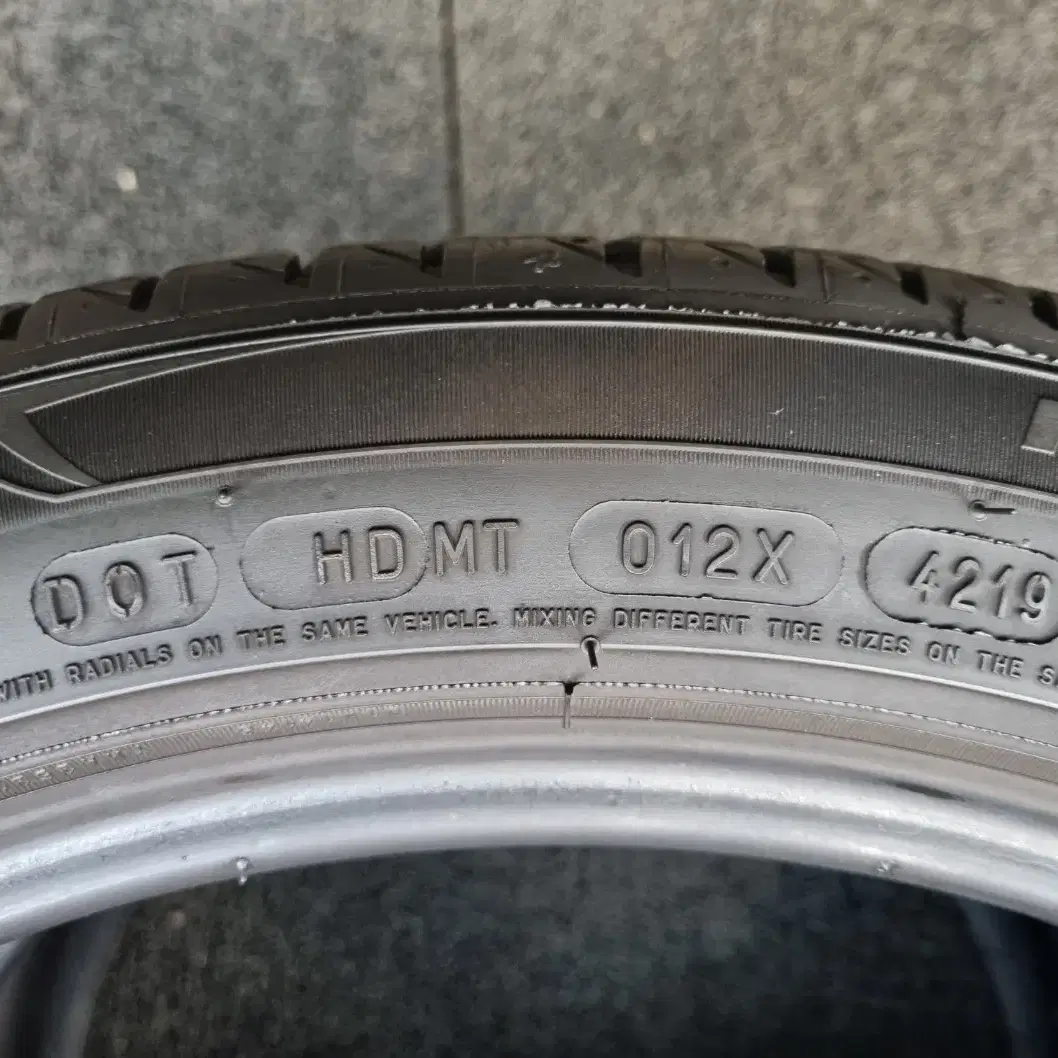 DOT HDMT 012X 4219
WITH RADIALS ON THE SAME VEHICLE. MIXING DIFFERENT TIRE SIZES ON THE